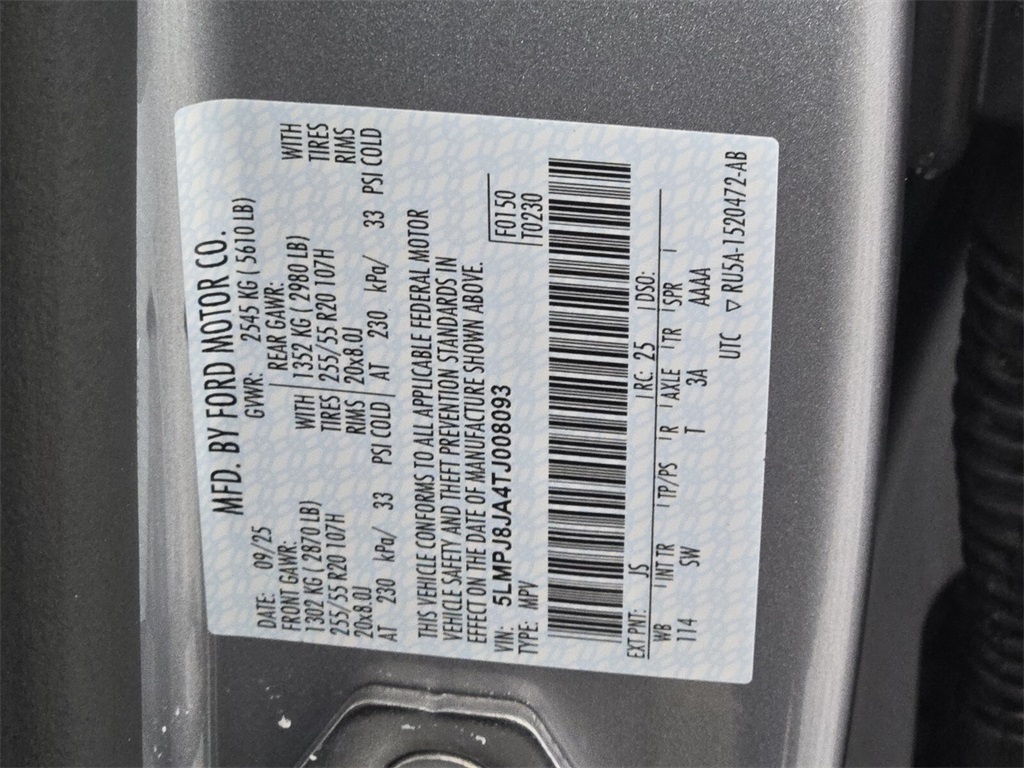 MFD. BY FORD MOTOR CO.
DATE: 09/25 GVWR: 2545 KG ( 5610 LB)
FRONT GAWR: REAR GAWR:
1302 KG ( 2870 LB) WITH 1352 KG ( 2980 LB) WITH
255/55 R20 107H TIRES 255/55 R20 107H TIRES
20x8.0J RIMS 20x8.0J RIMS
AT 230 kPa/ 33 PSI COLD AT 230 kPa/ 33 PSI COLD
THIS VEHICLE CONFORMS TO ALL APPLICABLE FEDERAL MOTOR
VEHICLE SAFETY AND THEFT PREVENTION STANDARDS IN
EFFECT ON THE DATE OF MANUFACTURE SHOWN ABOVE.
VIN: 5LMPJ8JA4TJ008093 F0150
TYPE: MPV T0230
EXT PNT: JS RC: 25 DSO:
WB INT TR TP/PS R AXLE TR SPR
114 SW T 3A AAAA
UTC ▽ RU5A-1520472-AB